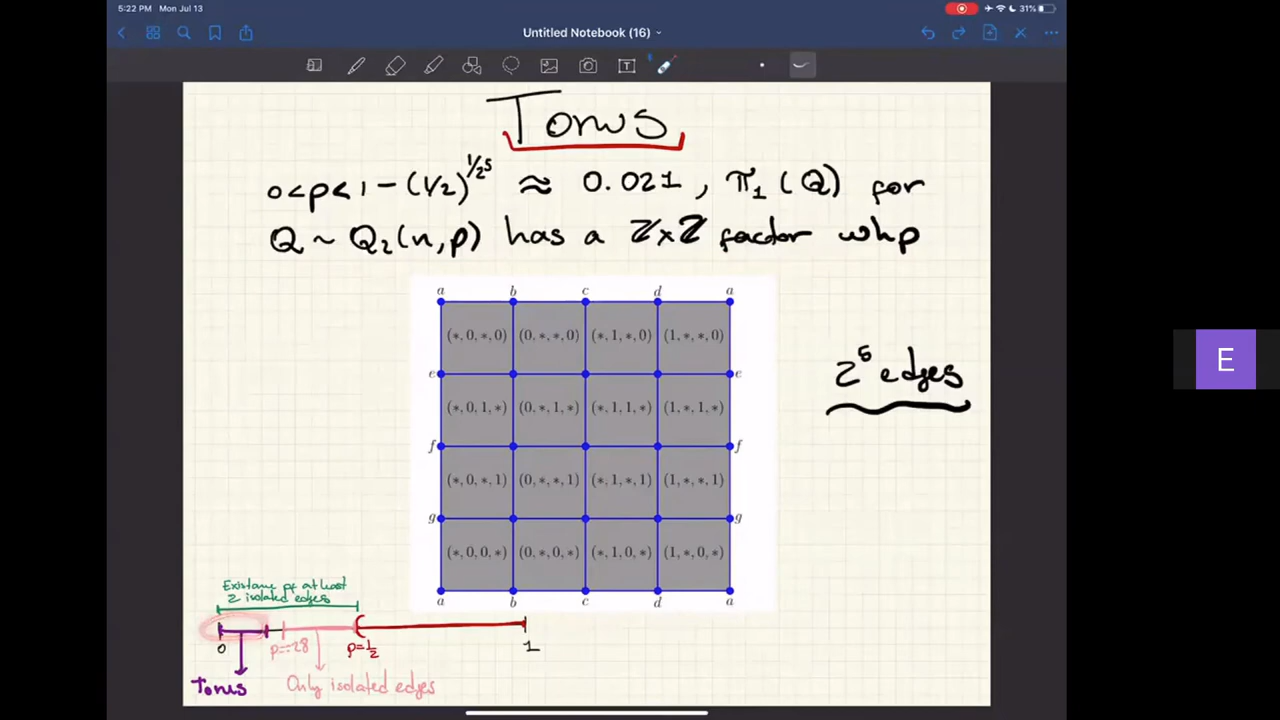 5:22 PM Mon Jul 13
31%
Untitled Notebook (16)
Torus
0<p<1-(1/2)^{1/2^5} ≈ 0.021, π₁(Q) for
Q ~ Q₂(n,p) has a ℤ×ℤ factor whp
a b c d a
(∗, 0, ∗, 0) (0, ∗, ∗, 0) (∗, 1, ∗, 0) (1, ∗, ∗, 0)
e e
(∗, 0, 1, ∗) (0, ∗, 1, ∗) (∗, 1, 1, ∗) (1, ∗, 1, ∗)
2⁵ edges
f f
(∗, 0, ∗, 1) (0, ∗, ∗, 1) (∗, 1, ∗, 1) (1, ∗, ∗, 1)
g g
(∗, 0, 0, ∗) (0, ∗, 0, ∗) (∗, 1, 0, ∗) (1, ∗, 0, ∗)
a b c d a
E
Existane of at least
2 isolated edges
0 p=.28 p=½ 1
Torus Only isolated edges